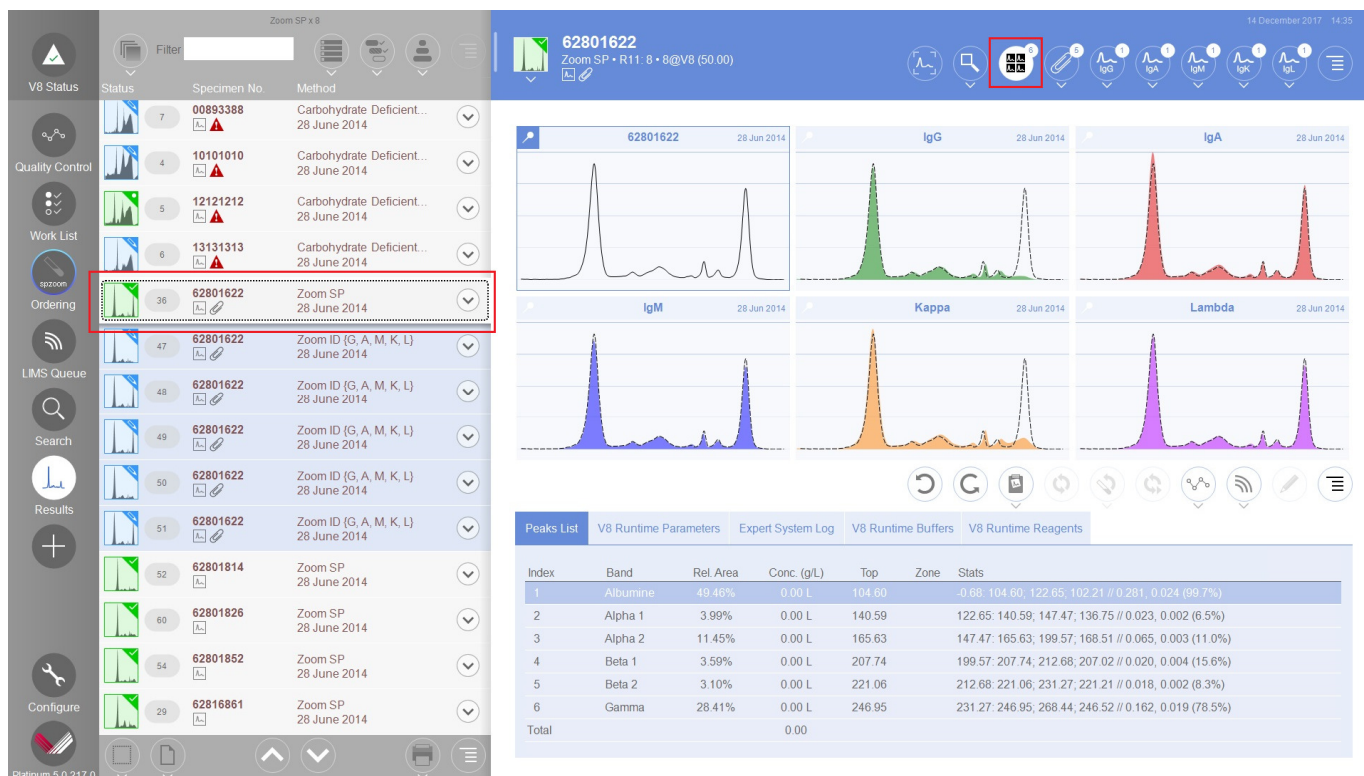 Zoom SP x 8
14 December 2017 14:35
V8 Status
Filter
Status Specimen No. Method
62801622
Zoom SP • R11: 8 • 8@V8 (50.00)
6
5
1
IgG
1
IgA
1
IgM
1
IgK
1
IgL
Quality Control
Work List
spzoom
Ordering
LIMS Queue
Search
Results
Configure
Platinum 5.0.217.0
7 00893388 Carbohydrate Deficient...
28 June 2014
4 10101010 Carbohydrate Deficient...
28 June 2014
5 12121212 Carbohydrate Deficient...
28 June 2014
6 13131313 Carbohydrate Deficient...
28 June 2014
36 62801622 Zoom SP
28 June 2014
47 62801622 Zoom ID {G, A, M, K, L}
28 June 2014
48 62801622 Zoom ID {G, A, M, K, L}
28 June 2014
49 62801622 Zoom ID {G, A, M, K, L}
28 June 2014
50 62801622 Zoom ID {G, A, M, K, L}
28 June 2014
51 62801622 Zoom ID {G, A, M, K, L}
28 June 2014
52 62801814 Zoom SP
28 June 2014
60 62801826 Zoom SP
28 June 2014
54 62801852 Zoom SP
28 June 2014
29 62816861 Zoom SP
28 June 2014
62801622 28 Jun 2014
IgG 28 Jun 2014
IgA 28 Jun 2014
IgM 28 Jun 2014
Kappa 28 Jun 2014
Lambda 28 Jun 2014
Peaks List V8 Runtime Parameters Expert System Log V8 Runtime Buffers V8 Runtime Reagents
Index Band Rel. Area Conc. (g/L) Top Zone Stats
1 Albumine 49.46% 0.00 L 104.60 -0.68: 104.60; 122.65; 102.21 // 0.281, 0.024 (99.7%)
2 Alpha 1 3.99% 0.00 L 140.59 122.65: 140.59; 147.47; 136.75 // 0.023, 0.002 (6.5%)
3 Alpha 2 11.45% 0.00 L 165.63 147.47: 165.63; 199.57; 168.51 // 0.065, 0.003 (11.0%)
4 Beta 1 3.59% 0.00 L 207.74 199.57: 207.74; 212.68; 207.02 // 0.020, 0.004 (15.6%)
5 Beta 2 3.10% 0.00 L 221.06 212.68: 221.06; 231.27; 221.21 // 0.018, 0.002 (8.3%)
6 Gamma 28.41% 0.00 L 246.95 231.27: 246.95; 268.44; 246.52 // 0.162, 0.019 (78.5%)
Total 0.00